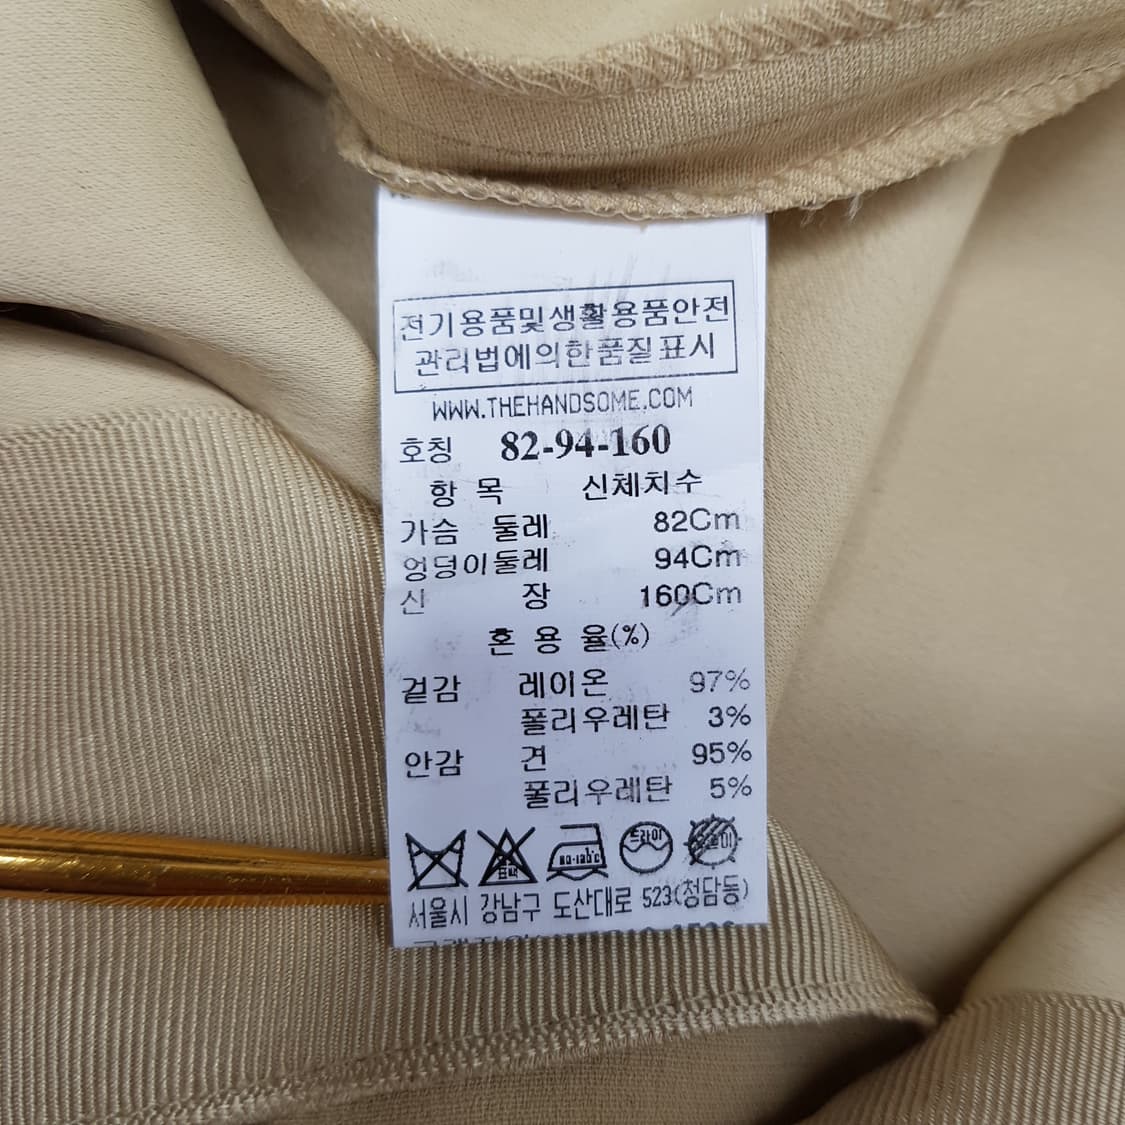 전기용품및생활용품안전
관리법에의한품질표시
WWW.THEHANDSOME.COM
호칭 82-94-160
항 목 신체치수
가슴 둘레 82Cm
엉덩이둘레 94Cm
신 장 160Cm
혼 용 율(%)
겉감 레이온 97%
폴리우레탄 3%
안감 견 95%
폴리우레탄 5%
표백 드라이
서울시 강남구 도산대로 523(청담동)